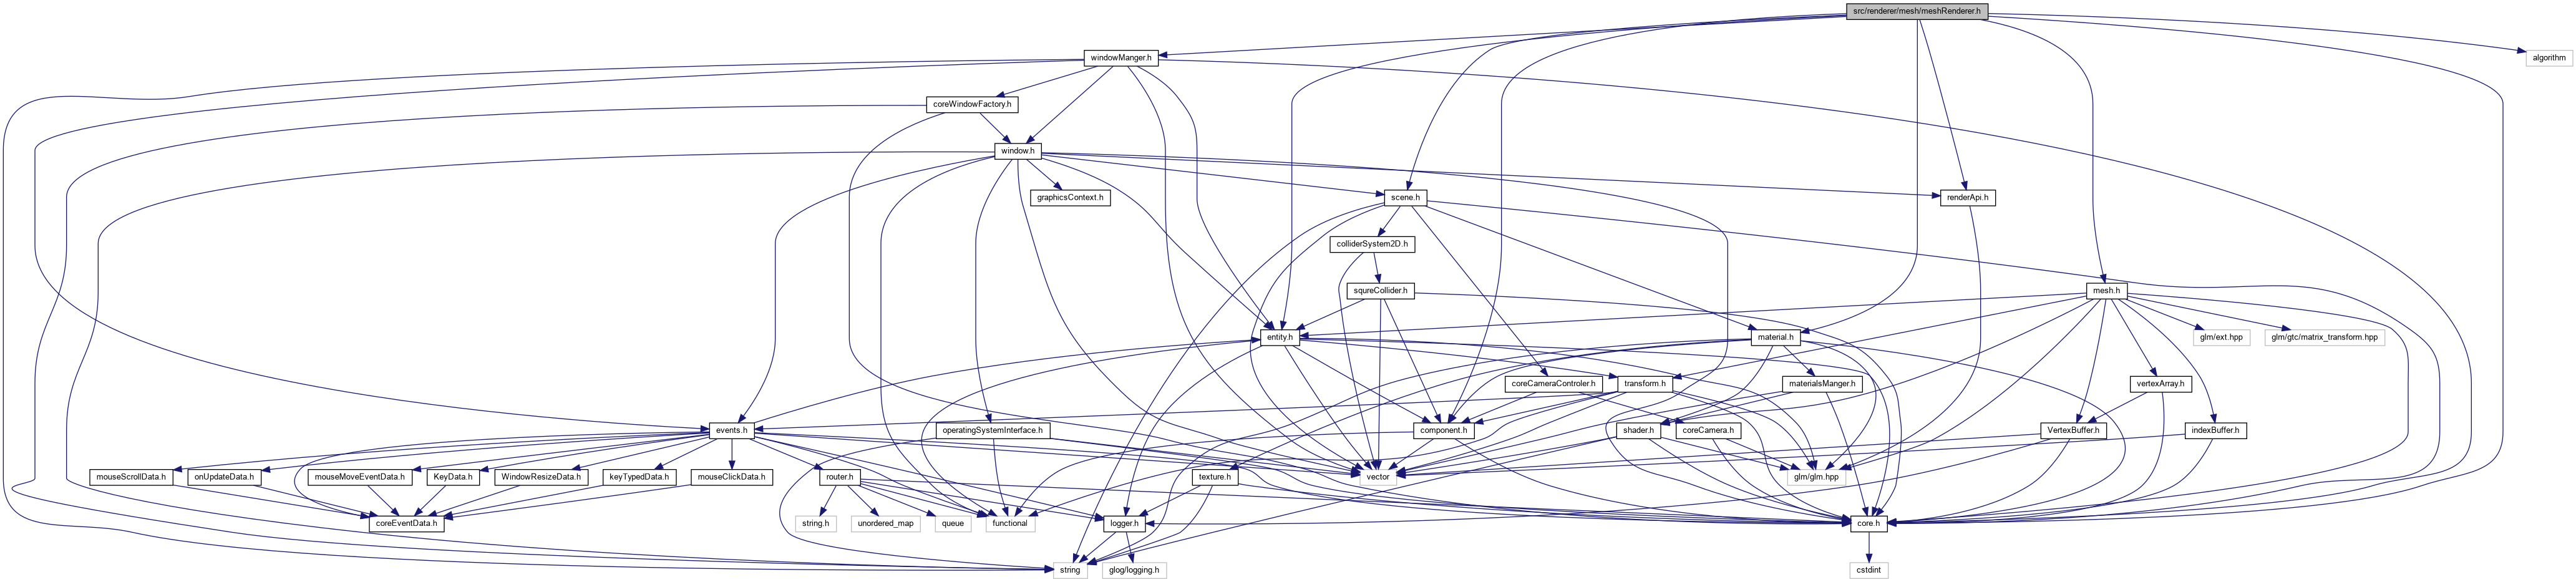 src/renderer/mesh/meshRenderer.h
windowManger.h
algorithm
coreWindowFactory.h
window.h
graphicsContext.h
scene.h
renderApi.h
colliderSystem2D.h
squreCollider.h
mesh.h
entity.h
material.h
glm/ext.hpp
glm/gtc/matrix_transform.hpp
coreCameraControler.h
transform.h
materialsManger.h
vertexArray.h
events.h
operatingSystemInterface.h
component.h
shader.h
coreCamera.h
VertexBuffer.h
indexBuffer.h
mouseScrollData.h
onUpdateData.h
mouseMoveEventData.h
KeyData.h
WindowResizeData.h
keyTypedData.h
mouseClickData.h
router.h
texture.h
vector
glm/glm.hpp
coreEventData.h
string.h
unordered_map
queue
functional
logger.h
core.h
string
glog/logging.h
cstdint